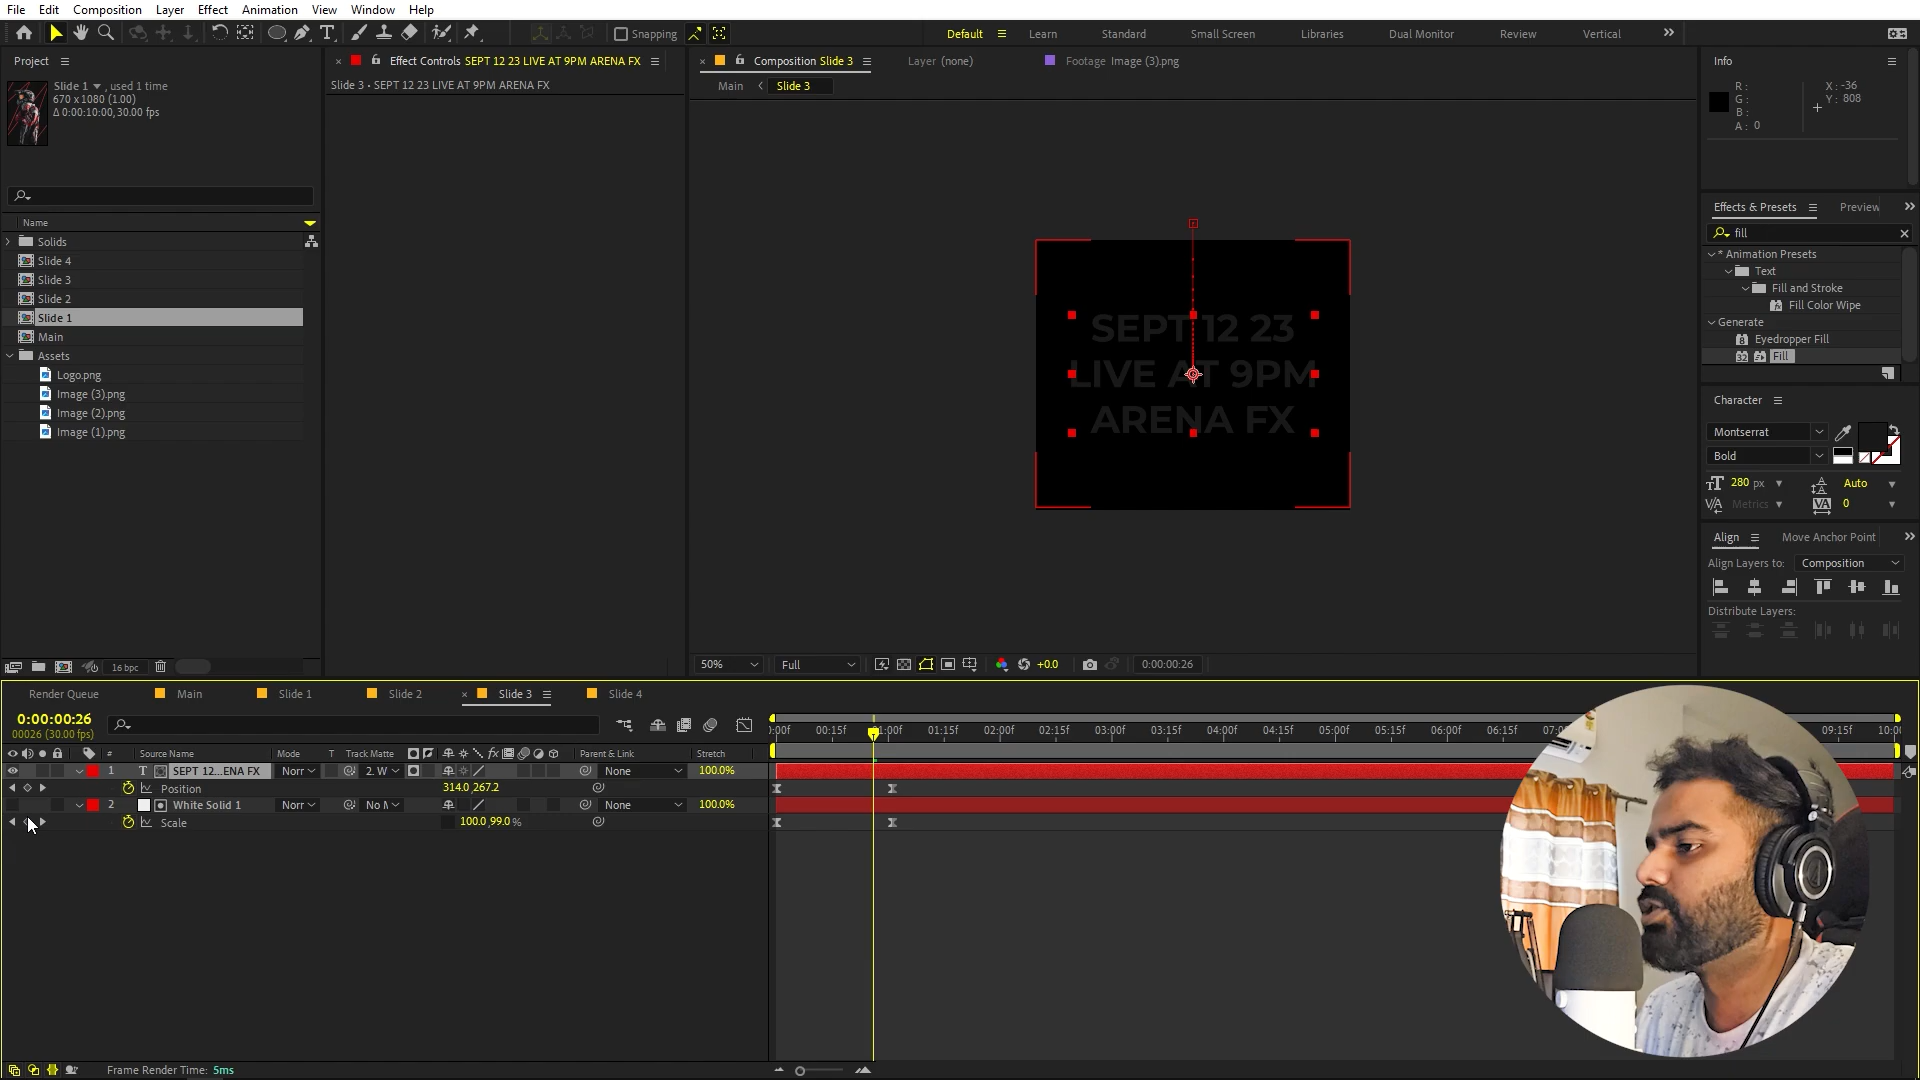 File Edit Composition Layer Effect Animation View Window Help
Snapping
Default Learn Standard Small Screen Libraries Dual Monitor Review Vertical
Project
Slide 1 , used 1 time
670 x 1080 (1.00)
Δ 0:00:10:00, 30.00 fps
Name
Solids
Slide 4
Slide 3
Slide 2
Slide 1
Main
Assets
Logo.png
Image (3).png
Image (2).png
Image (1).png
16 bpc
Effect Controls SEPT 12 23 LIVE AT 9PM ARENA FX
Slide 3 • SEPT 12 23 LIVE AT 9PM ARENA FX
Composition Slide 3 Layer (none) Footage Image (3).png
Main Slide 3
SEPT 12 23
LIVE AT 9PM
ARENA FX
50% Full +0.0 0:00:00:26
Info
R :
G :
B :
A : 0
X : -36
Y : 808
Effects & Presets Preview
fill
* Animation Presets
Text
Fill and Stroke
Fill Color Wipe
Generate
Eyedropper Fill
Fill
Character
Montserrat
Bold
280 px Auto
Metrics 0
Align Move Anchor Point
Align Layers to: Composition
Distribute Layers:
Render Queue Main Slide 1 Slide 2 Slide 3 Slide 4
0:00:00:26
00026 (30.00 fps)
# Source Name Mode T Track Matte Parent & Link Stretch
1 T SEPT 12...ENA FX Norr 2. W None 100.0%
Position 314.0,267.2
2 White Solid 1 Norr No M None 100.0%
Scale 100.0,99.0 %
:00f 00:15f 01:00f 01:15f 02:00f 02:15f 03:00f 03:15f 04:00f 04:15f 05:00f 05:15f 06:00f 06:15f 09:15f
Frame Render Time: 5ms